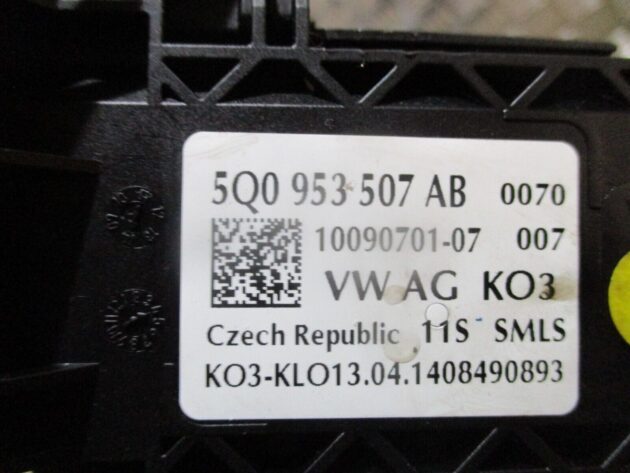 5Q0 953 507 AB 0070
10090701-07 007
VW AG KO3
Czech Republic 11S SMLS
KO3-KLO13.04.1408490893